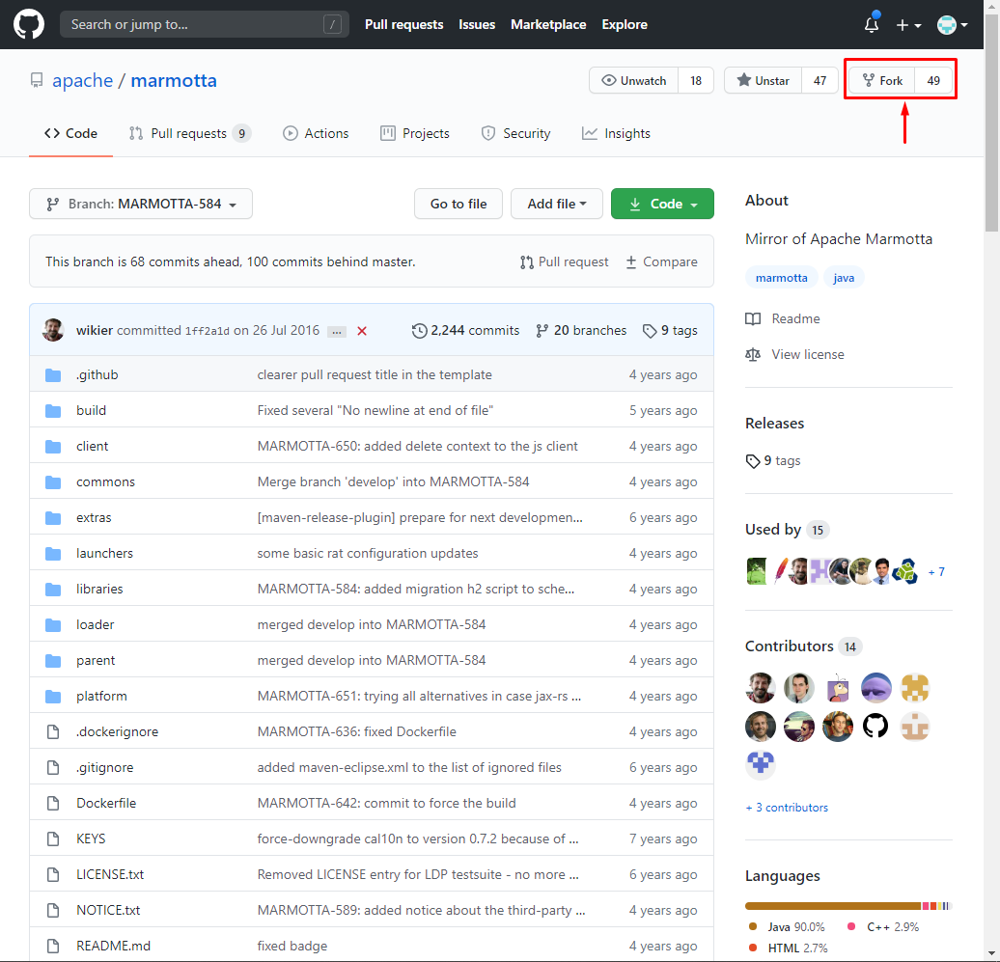 Search or jump to... / Pull requests Issues Marketplace Explore
apache / marmotta Unwatch 18 Unstar 47 Fork 49
Code Pull requests 9 Actions Projects Security Insights
Branch: MARMOTTA-584 Go to file Add file Code
This branch is 68 commits ahead, 100 commits behind master. Pull request Compare
wikier committed 1ff2a1d on 26 Jul 2016 ... 2,244 commits 20 branches 9 tags
.github clearer pull request title in the template 4 years ago
build Fixed several "No newline at end of file" 5 years ago
client MARMOTTA-650: added delete context to the js client 4 years ago
commons Merge branch 'develop' into MARMOTTA-584 4 years ago
extras [maven-release-plugin] prepare for next developmen... 6 years ago
launchers some basic rat configuration updates 4 years ago
libraries MARMOTTA-584: added migration h2 script to sche... 4 years ago
loader merged develop into MARMOTTA-584 4 years ago
parent merged develop into MARMOTTA-584 4 years ago
platform MARMOTTA-651: trying all alternatives in case jax-rs ... 4 years ago
.dockerignore MARMOTTA-636: fixed Dockerfile 4 years ago
.gitignore added maven-eclipse.xml to the list of ignored files 6 years ago
Dockerfile MARMOTTA-642: commit to force the build 4 years ago
KEYS force-downgrade cal10n to version 0.7.2 because of ... 7 years ago
LICENSE.txt Removed LICENSE entry for LDP testsuite - no more ... 6 years ago
NOTICE.txt MARMOTTA-589: added notice about the third-party ... 4 years ago
README.md fixed badge 4 years ago
About
Mirror of Apache Marmotta
marmotta java
Readme
View license
Releases
9 tags
Used by 15
+ 7
Contributors 14
+ 3 contributors
Languages
Java 90.0% C++ 2.9%
HTML 2.7%